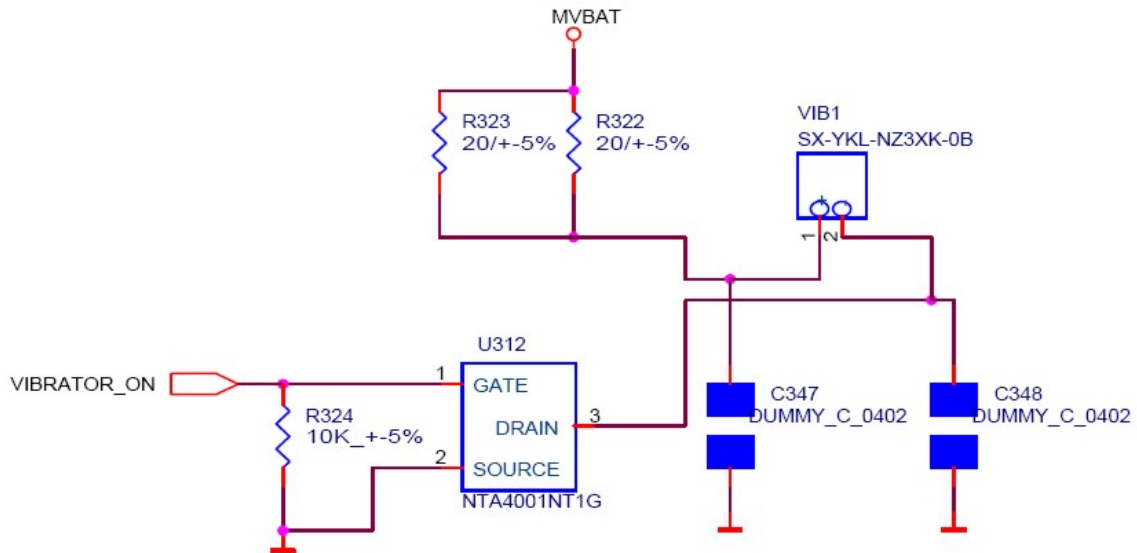 MVBAT
R323
20/+-5%
R322
20/+-5%
VIB1
SX-YKL-NZ3XK-0B
+
-
1
2
U312
VIBRATOR_ON
1
GATE
R324
10K_+-5%
DRAIN
3
2
SOURCE
NTA4001NT1G
C347
DUMMY_C_0402
C348
DUMMY_C_0402